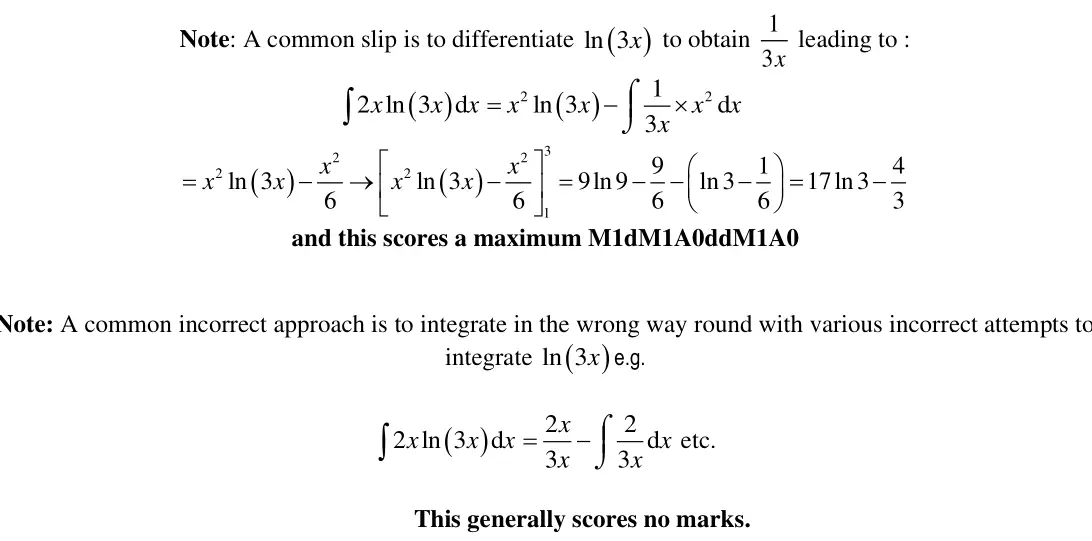 Note: A common slip is to differentiate ln(3x) to obtain 1/(3x) leading to :
∫2x ln(3x)dx = x² ln(3x) − ∫ 1/(3x) × x² dx
= x² ln(3x) − x²/6 → [x² ln(3x) − x²/6]₁³ = 9 ln 9 − 9/6 − (ln 3 − 1/6) = 17 ln 3 − 4/3
and this scores a maximum M1dM1A0ddM1A0
Note: A common incorrect approach is to integrate in the wrong way round with various incorrect attempts to
integrate ln(3x) e.g.
∫2x ln(3x)dx = 2x/(3x) − ∫ 2/(3x) dx etc.
This generally scores no marks.